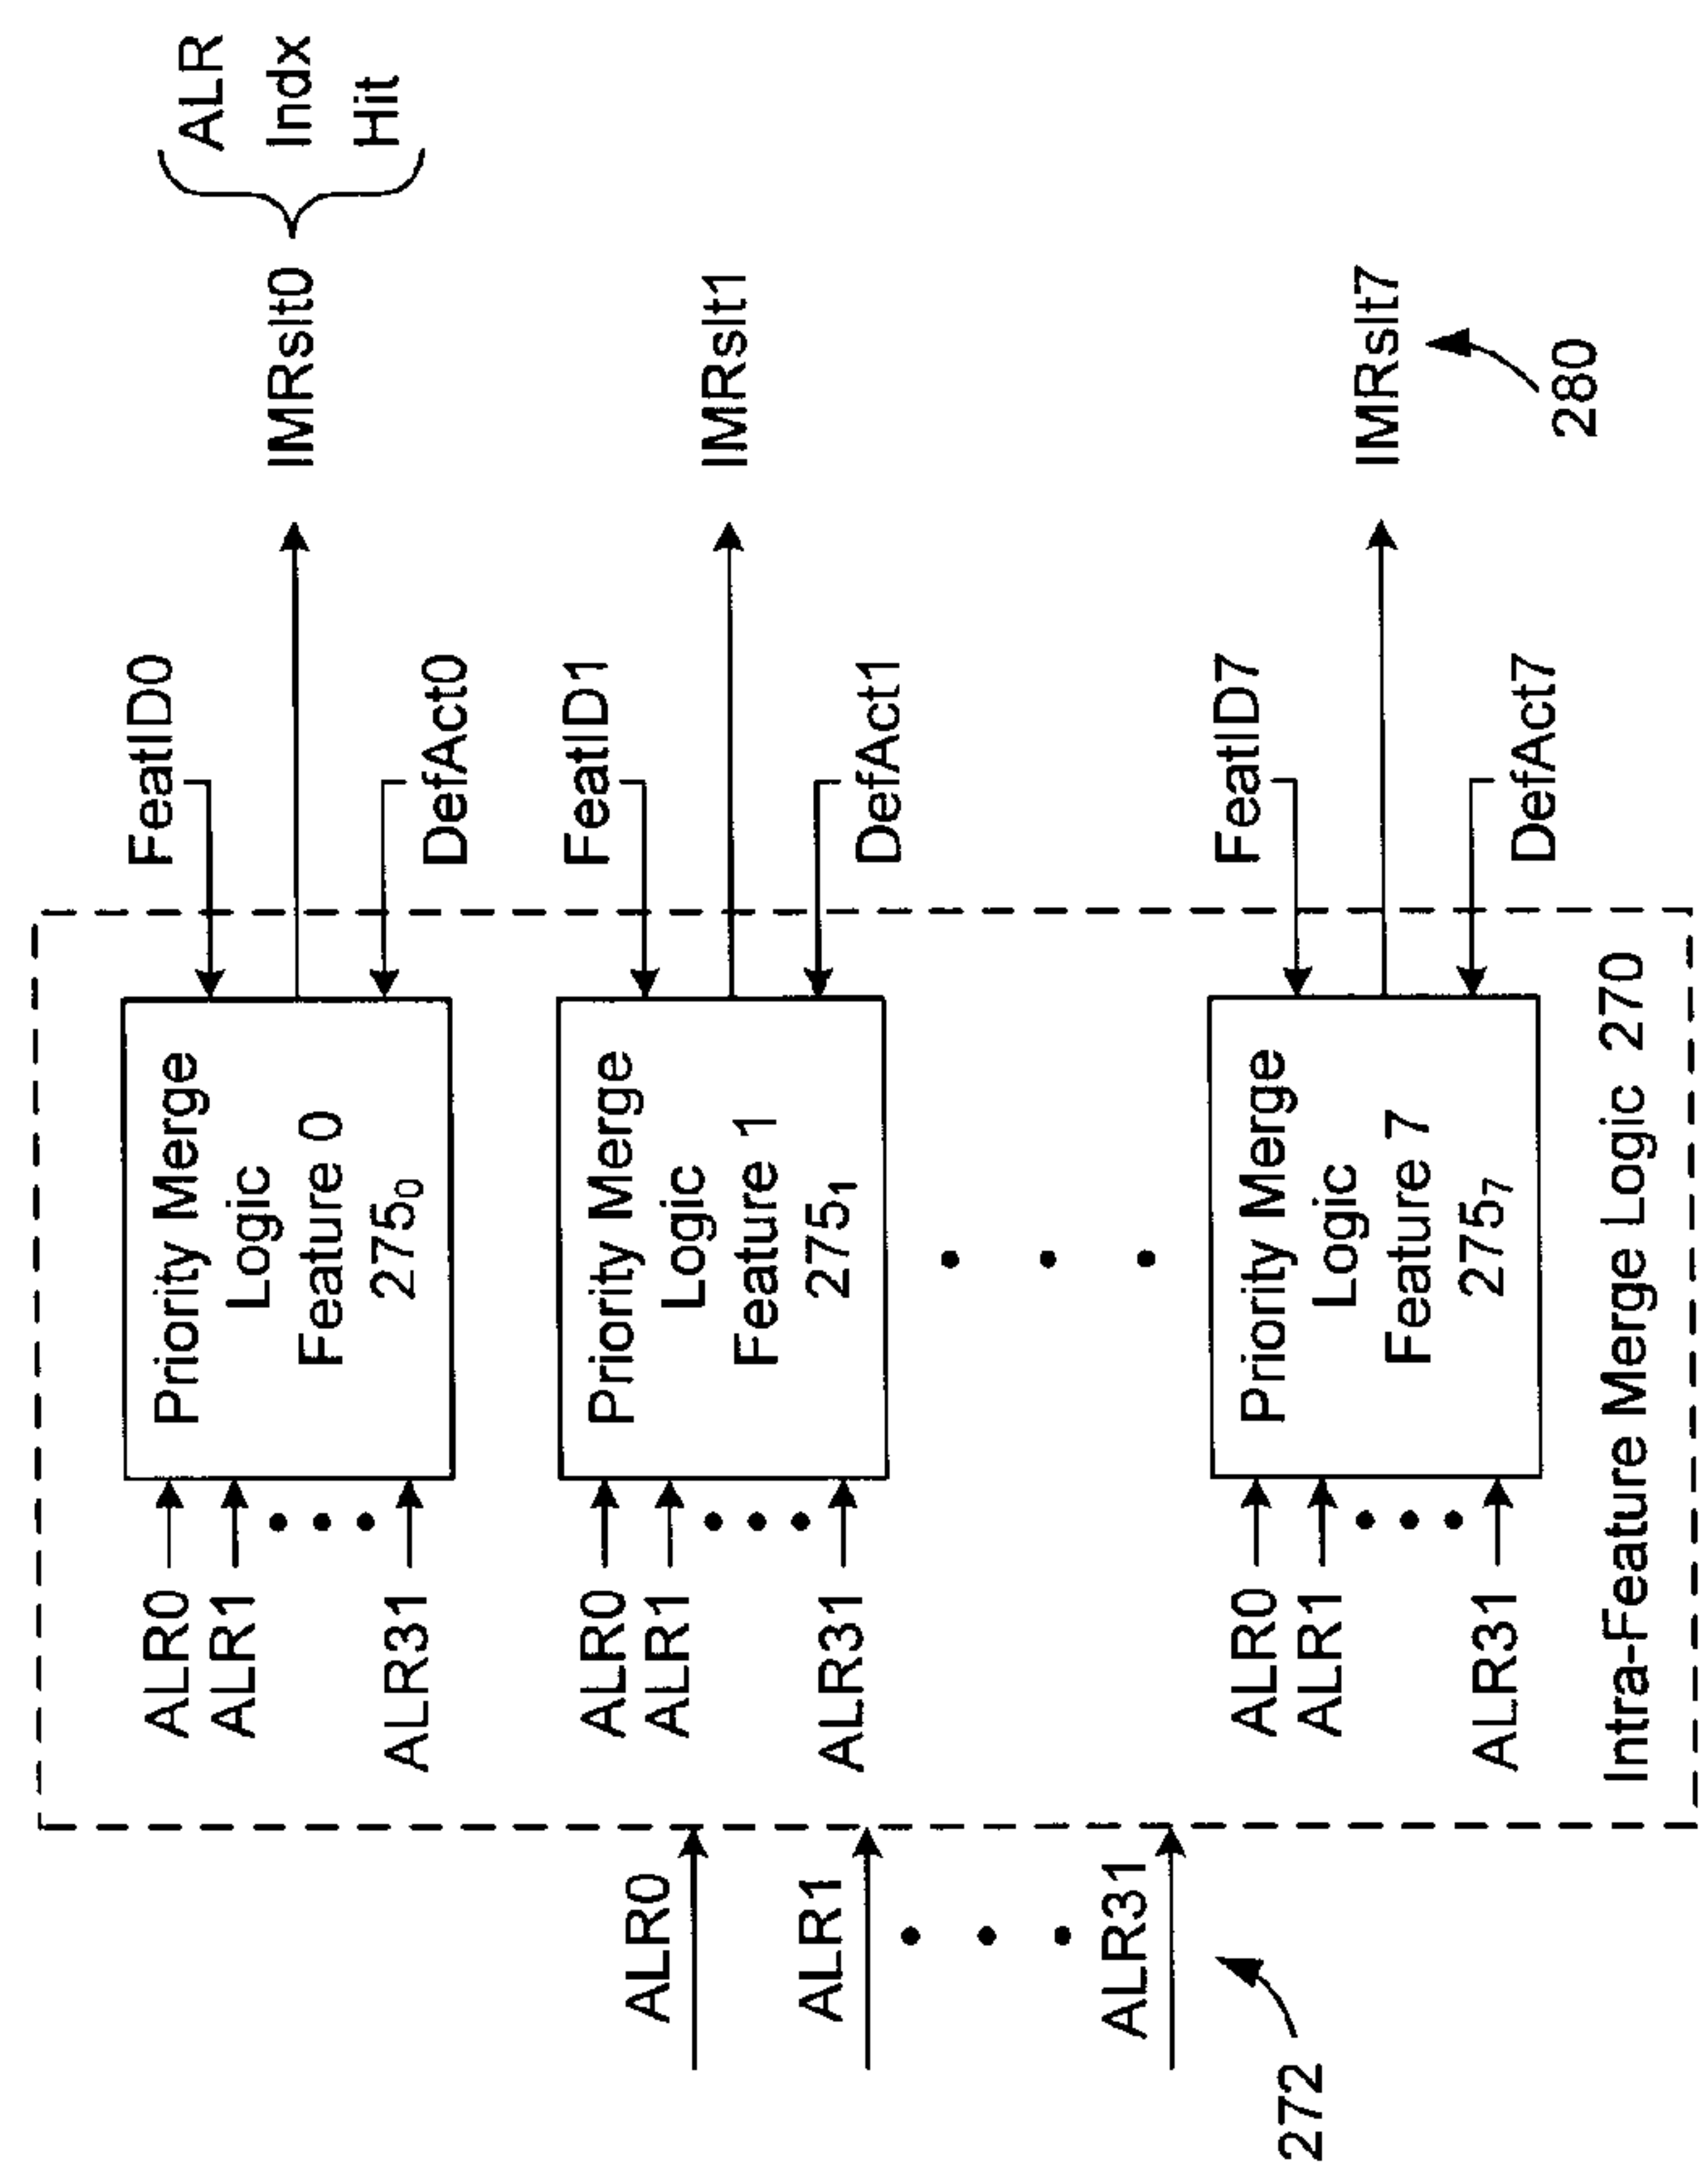 ALR
Indx
Hit
IMRslt0
FeatID0
DefAct0
Priority Merge
Logic
Feature 0
275₀
ALR0
ALR1
ALR31
IMRslt1
FeatID1
DefAct1
Priority Merge
Logic
Feature 1
275₁
ALR0
ALR1
ALR31
IMRslt7
280
FeatID7
DefAct7
Priority Merge
Logic
Feature 7
275₇
ALR0
ALR1
ALR31
Intra-Feature Merge Logic 270
ALR0
ALR1
ALR31
272